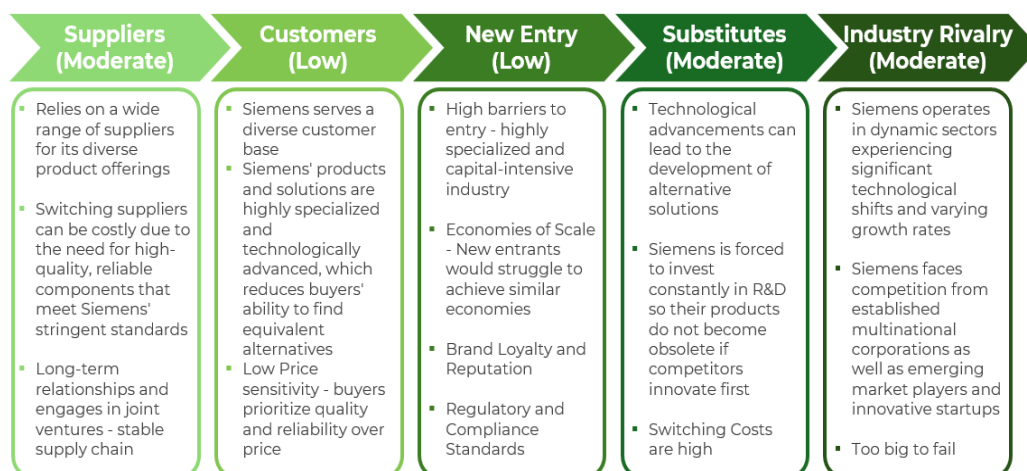 Suppliers
(Moderate)
Customers
(Low)
New Entry
(Low)
Substitutes
(Moderate)
Industry Rivalry
(Moderate)
▪ Relies on a wide
range of suppliers
for its diverse
product offerings
▪ Switching suppliers
can be costly due to
the need for high-
quality, reliable
components that
meet Siemens'
stringent standards
▪ Long-term
relationships and
engages in joint
ventures - stable
supply chain
▪ Siemens serves a
diverse customer
base
▪ Siemens' products
and solutions are
highly specialized
and
technologically
advanced, which
reduces buyers'
ability to find
equivalent
alternatives
▪ Low Price
sensitivity - buyers
prioritize quality
and reliability over
price
▪ High barriers to
entry - highly
specialized and
capital-intensive
industry
▪ Economies of Scale
- New entrants
would struggle to
achieve similar
economies
▪ Brand Loyalty and
Reputation
▪ Regulatory and
Compliance
Standards
▪ Technological
advancements can
lead to the
development of
alternative
solutions
▪ Siemens is forced
to invest
constantly in R&D
so their products
do not become
obsolete if
competitors
innovate first
▪ Switching Costs
are high
▪ Siemens operates
in dynamic sectors
experiencing
significant
technological
shifts and varying
growth rates
▪ Siemens faces
competition from
established
multinational
corporations as
well as emerging
market players and
innovative startups
▪ Too big to fail